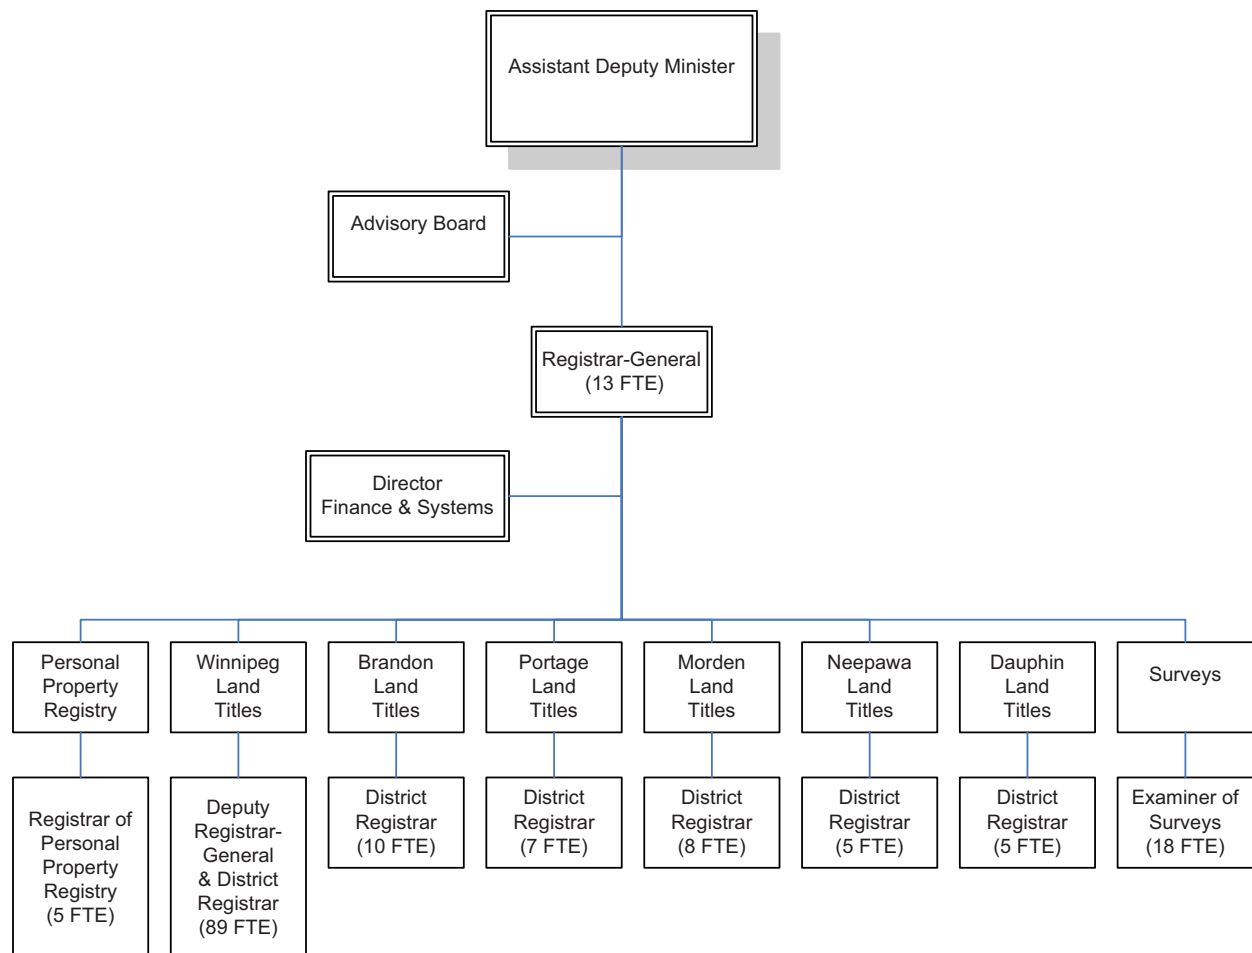 Assistant Deputy Minister
Advisory Board
Registrar-General
(13 FTE)
Director
Finance & Systems
Personal
Property
Registry
Winnipeg
Land
Titles
Brandon
Land
Titles
Portage
Land
Titles
Morden
Land
Titles
Neepawa
Land
Titles
Dauphin
Land
Titles
Surveys
Registrar of
Personal
Property
Registry
(5 FTE)
Deputy
Registrar-
General
& District
Registrar
(89 FTE)
District
Registrar
(10 FTE)
District
Registrar
(7 FTE)
District
Registrar
(8 FTE)
District
Registrar
(5 FTE)
District
Registrar
(5 FTE)
Examiner of
Surveys
(18 FTE)